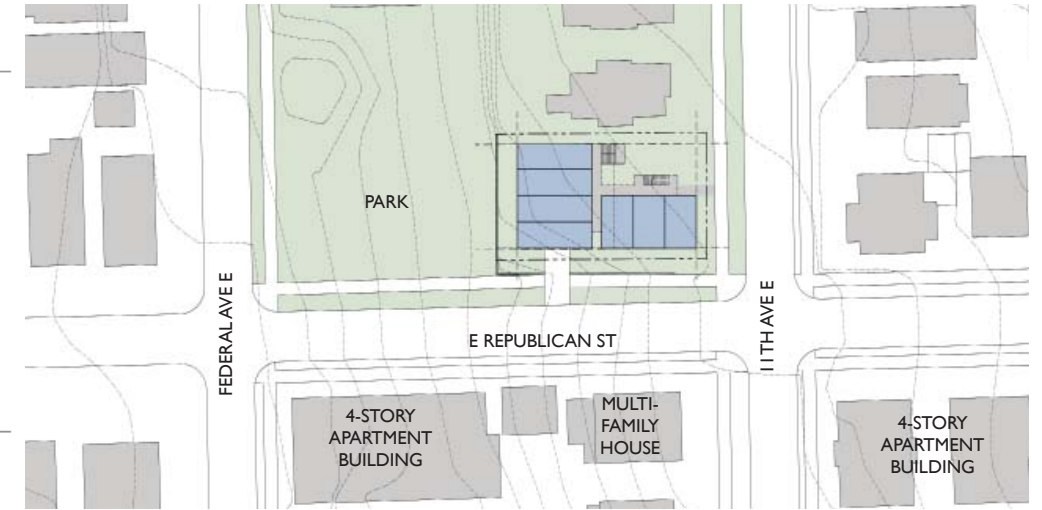 PARK
FEDERAL AVE E
E REPUBLICAN ST
11TH AVE E
4-STORY
APARTMENT
BUILDING
MULTI-
FAMILY
HOUSE
4-STORY
APARTMENT
BUILDING